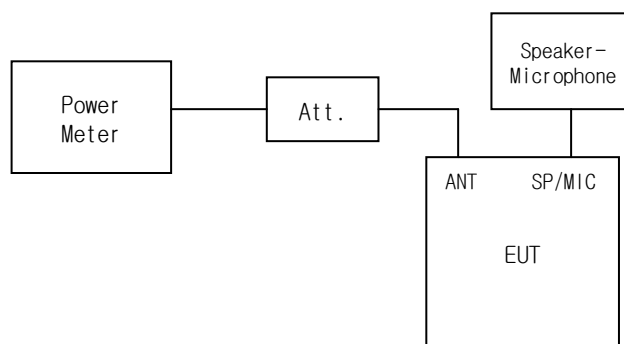 Speaker-
Microphone
Power
Meter
Att.
ANT
SP/MIC
EUT